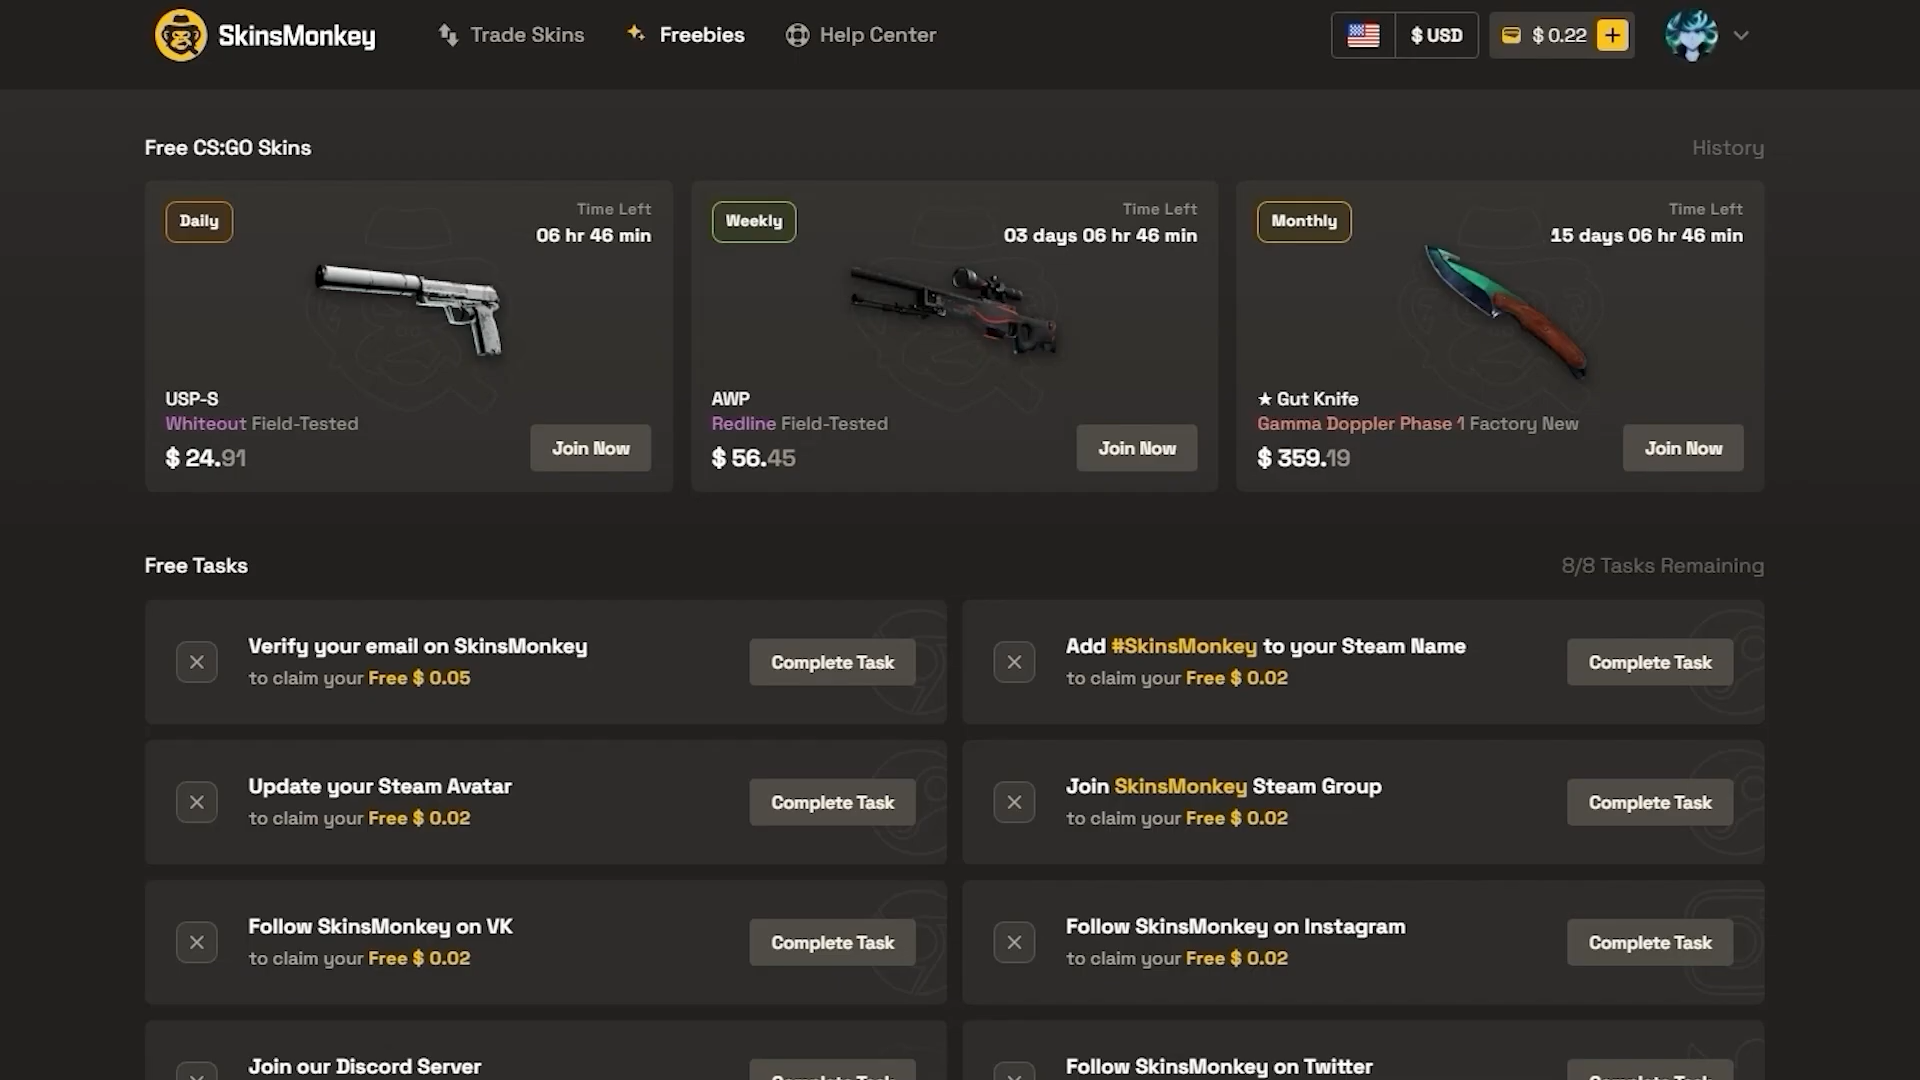 SkinsMonkey
Trade Skins
Freebies
Help Center
$ USD
$ 0.22
Free CS:GO Skins
History
Daily
Time Left
06 hr 46 min
USP-S
Whiteout Field-Tested
$ 24.91
Join Now
Weekly
Time Left
03 days 06 hr 46 min
AWP
Redline Field-Tested
$ 56.45
Join Now
Monthly
Time Left
15 days 06 hr 46 min
★ Gut Knife
Gamma Doppler Phase 1 Factory New
$ 359.19
Join Now
Free Tasks
8/8 Tasks Remaining
Verify your email on SkinsMonkey
to claim your Free $ 0.05
Complete Task
Add #SkinsMonkey to your Steam Name
to claim your Free $ 0.02
Complete Task
Update your Steam Avatar
to claim your Free $ 0.02
Complete Task
Join SkinsMonkey Steam Group
to claim your Free $ 0.02
Complete Task
Follow SkinsMonkey on VK
to claim your Free $ 0.02
Complete Task
Follow SkinsMonkey on Instagram
to claim your Free $ 0.02
Complete Task
Join our Discord Server
Complete Task
Follow SkinsMonkey on Twitter
Complete Task